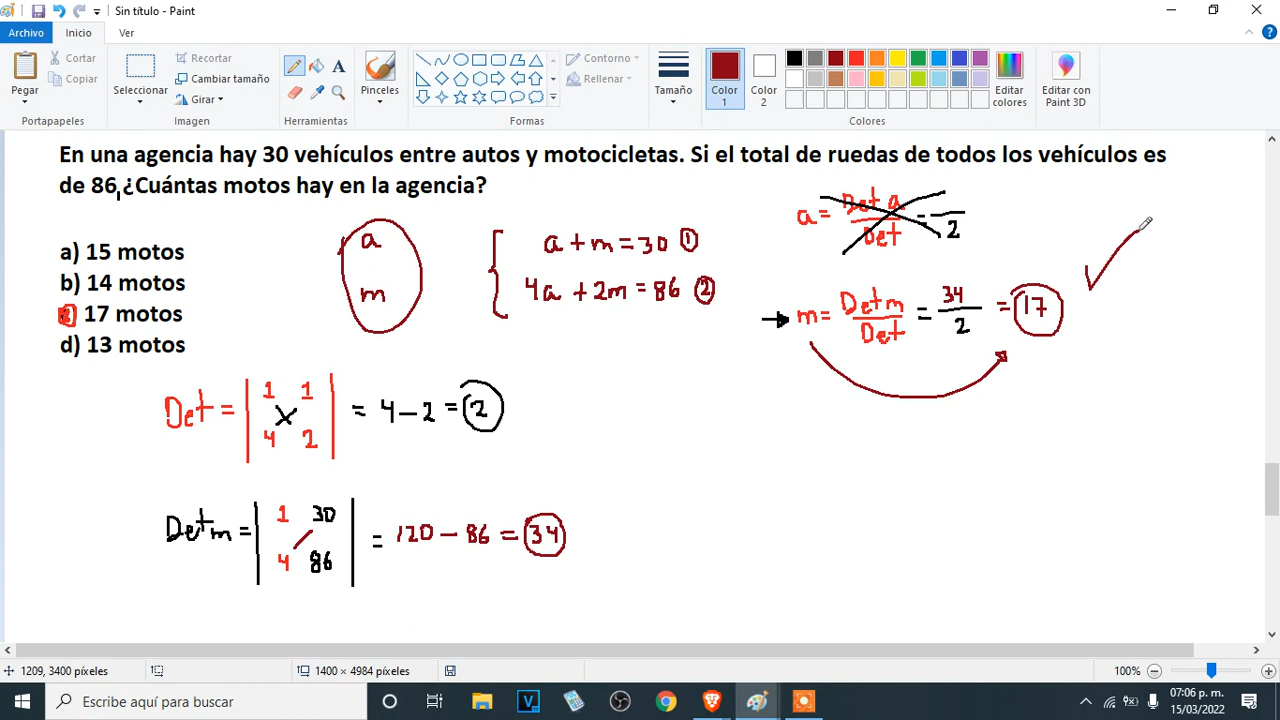 Sin título - Paint
Archivo Inicio Ver
Pegar
Cortar
Copiar
Portapapeles
Seleccionar
Recortar
Cambiar tamaño
Girar
Imagen
A
Herramientas
Pinceles
Contorno
Rellenar
Formas
Tamaño
Color 1
Color 2
Editar colores
Colores
Editar con Paint 3D
En una agencia hay 30 vehículos entre autos y motocicletas. Si el total de ruedas de todos los vehículos es
de 86,¿Cuántas motos hay en la agencia?
a) 15 motos
b) 14 motos
c) 17 motos
d) 13 motos
a
m
a + m = 30 ①
4a + 2m = 86 ②
a = Det a / Det = / 2
m = Det m / Det = 34 / 2 = 17
Det = | 1 1 | = 4 - 2 = 2
4 2
Det m = | 1 30 | = 120 - 86 = 34
4 86
1209, 3400 píxeles
1400 × 4984 píxeles
100%
Escribe aquí para buscar
V
07:06 p. m.
15/03/2022